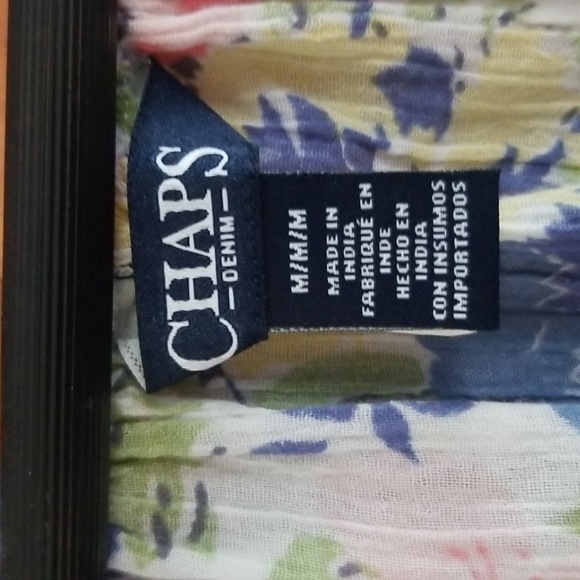 CHAPS
DENIM
M/M/M
MADE IN
INDIA
FABRIQUÉ EN
INDE
HECHO EN
INDIA
CON INSUMOS
IMPORTADOS